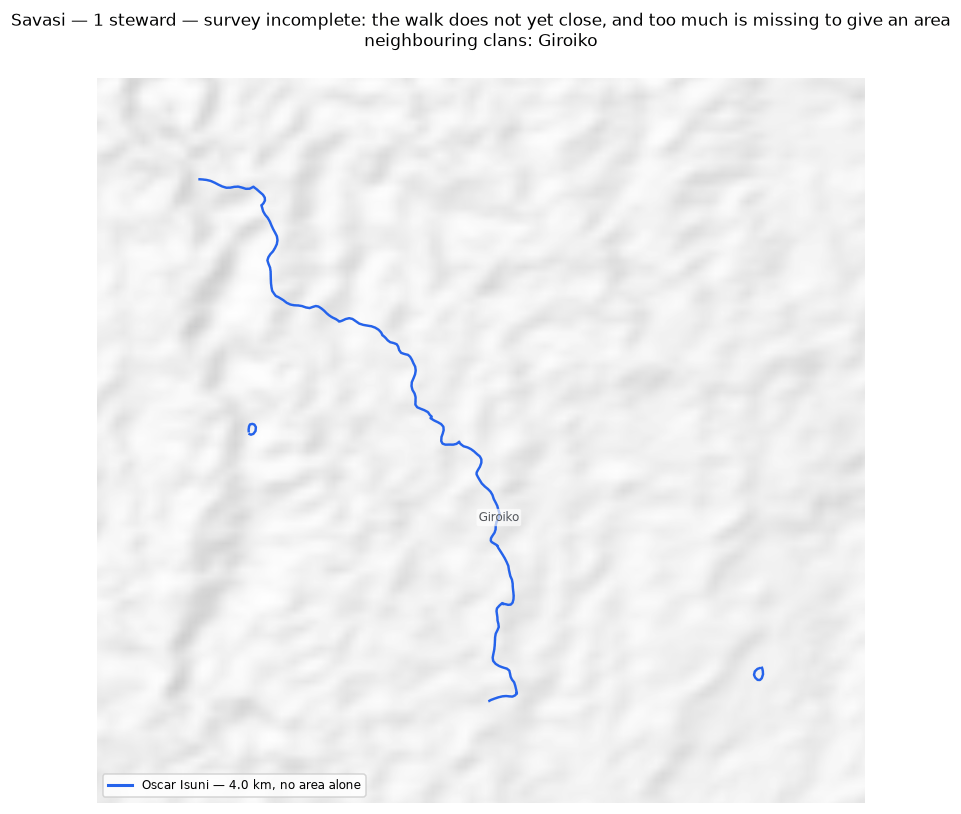 Savasi — 1 steward — survey incomplete: the walk does not yet close, and too much is missing to give an area
neighbouring clans: Giroiko
Giroiko
Oscar Isuni — 4.0 km, no area alone